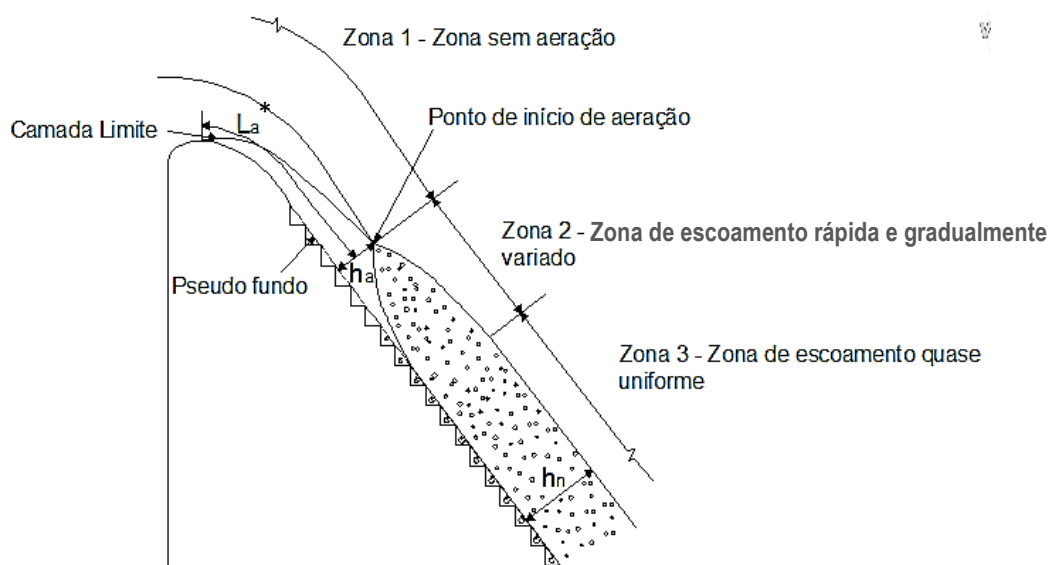 Zona 1 - Zona sem aeração
Camada Limite
La
Ponto de início de aeração
Zona 2 - Zona de escoamento rápida e gradualmente
variado
ha
Pseudo fundo
Zona 3 - Zona de escoamento quase
uniforme
hn